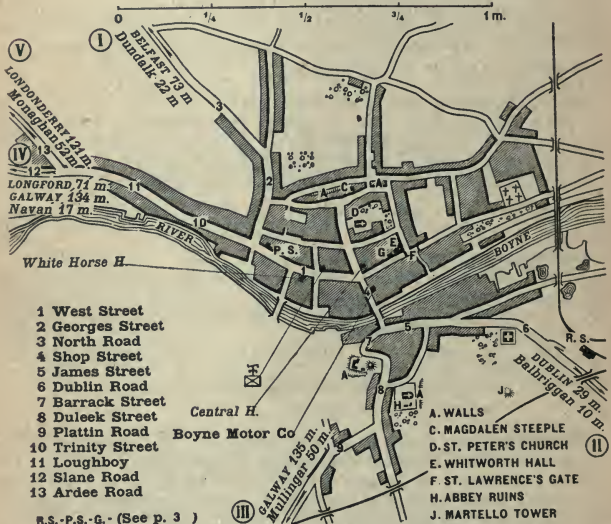 0 1/4 1/2 3/4 1 m.
V
I
BELFAST 73 m
Dundalk 22 m
LONDONDERRY 121 m.
Monaghan 52 m.
IV
13
12
LONGFORD, 71 m.
GALWAY 134 m.
Navan 17 m.
11
10
3
2
A
C
A
D
E
G
F
P. S.
1
4
RIVER
BOYNE
White Horse H.
1 West Street
2 Georges Street
3 North Road
4 Shop Street
5 James Street
6 Dublin Road
7 Barrack Street
8 Duleek Street
9 Plattin Road
10 Trinity Street
11 Loughboy
12 Slane Road
13 Ardee Road
R.S.-P.S.-G.- (See p. 3 )
Central H.
Boyne Motor Co
7
5
6
A
8
H
A
J
9
R. S.
DUBLIN 29 m.
Balbriggan 10 m.
II
III
GALWAY 135 m.
Mullingar 50 m.
A. WALLS
C. MAGDALEN STEEPLE
D. ST. PETER'S CHURCH
E. WHITWORTH HALL
F. ST. LAWRENCE'S GATE
H. ABBEY RUINS
J. MARTELLO TOWER